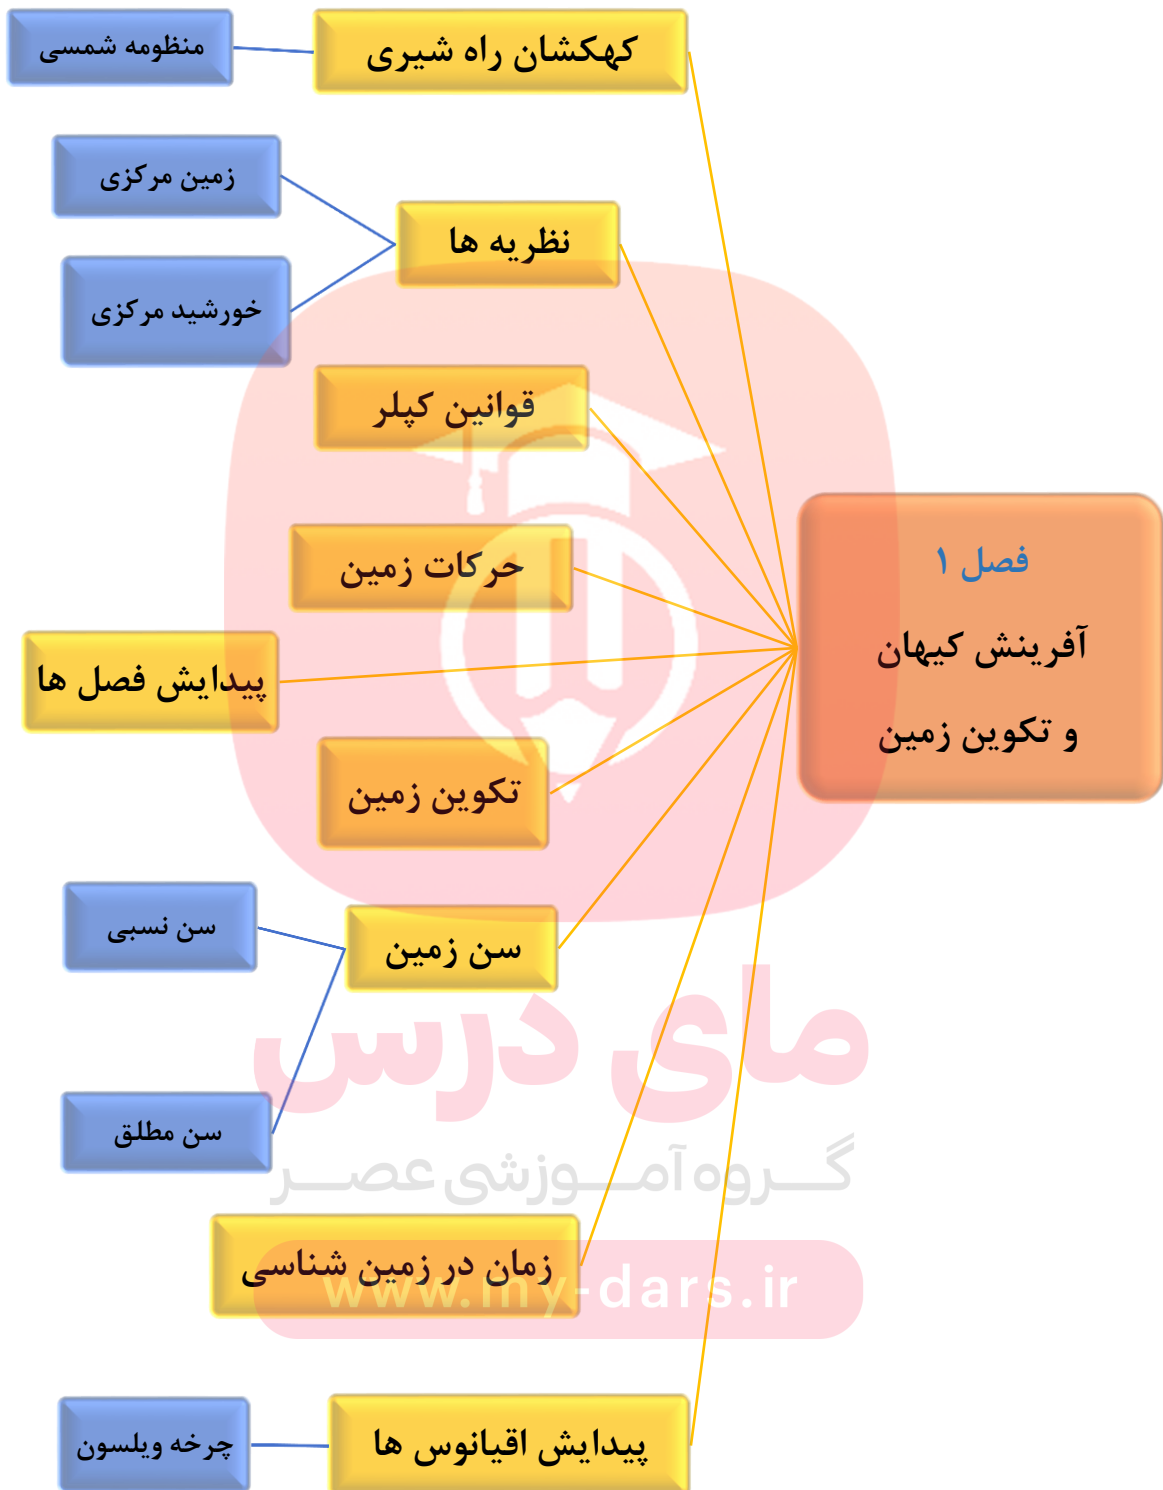 فصل ۱
آفرینش کیهان
و تکوین زمین
کهکشان راه شیری
منظومه شمسی
نظریه ها
زمین مرکزی
خورشید مرکزی
قوانین کپلر
حرکات زمین
پیدایش فصل ها
تکوین زمین
سن زمین
سن نسبی
سن مطلق
زمان در زمین شناسی
پیدایش اقیانوس ها
چرخه ویلسون
مای درس
گروه آموزشی عصر
www.my-dars.ir